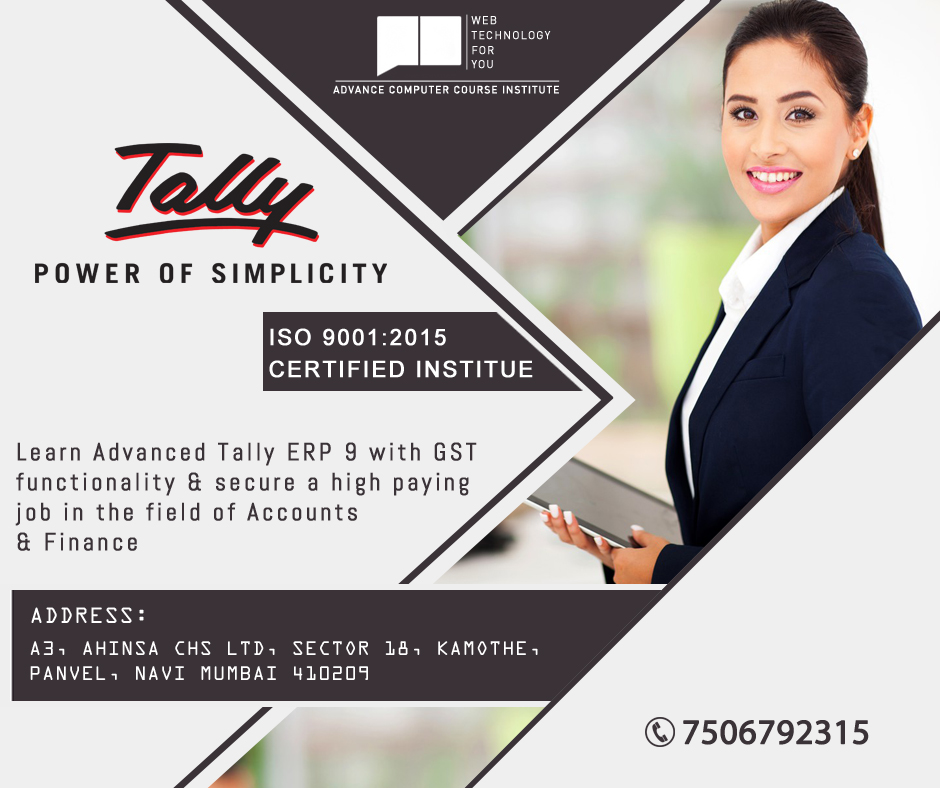 WEB
TECHNOLOGY
FOR
YOU
ADVANCE COMPUTER COURSE INSTITUTE
Tally
POWER OF SIMPLICITY
ISO 9001:2015
CERTIFIED INSTITUE
Learn Advanced Tally ERP 9 with GST
functionality & secure a high paying
job in the field of Accounts
& Finance
ADDRESS:
A3, AHINSA CHS LTD, SECTOR 18, KAMOTHE,
PANVEL, NAVI MUMBAI 410209
7506792315